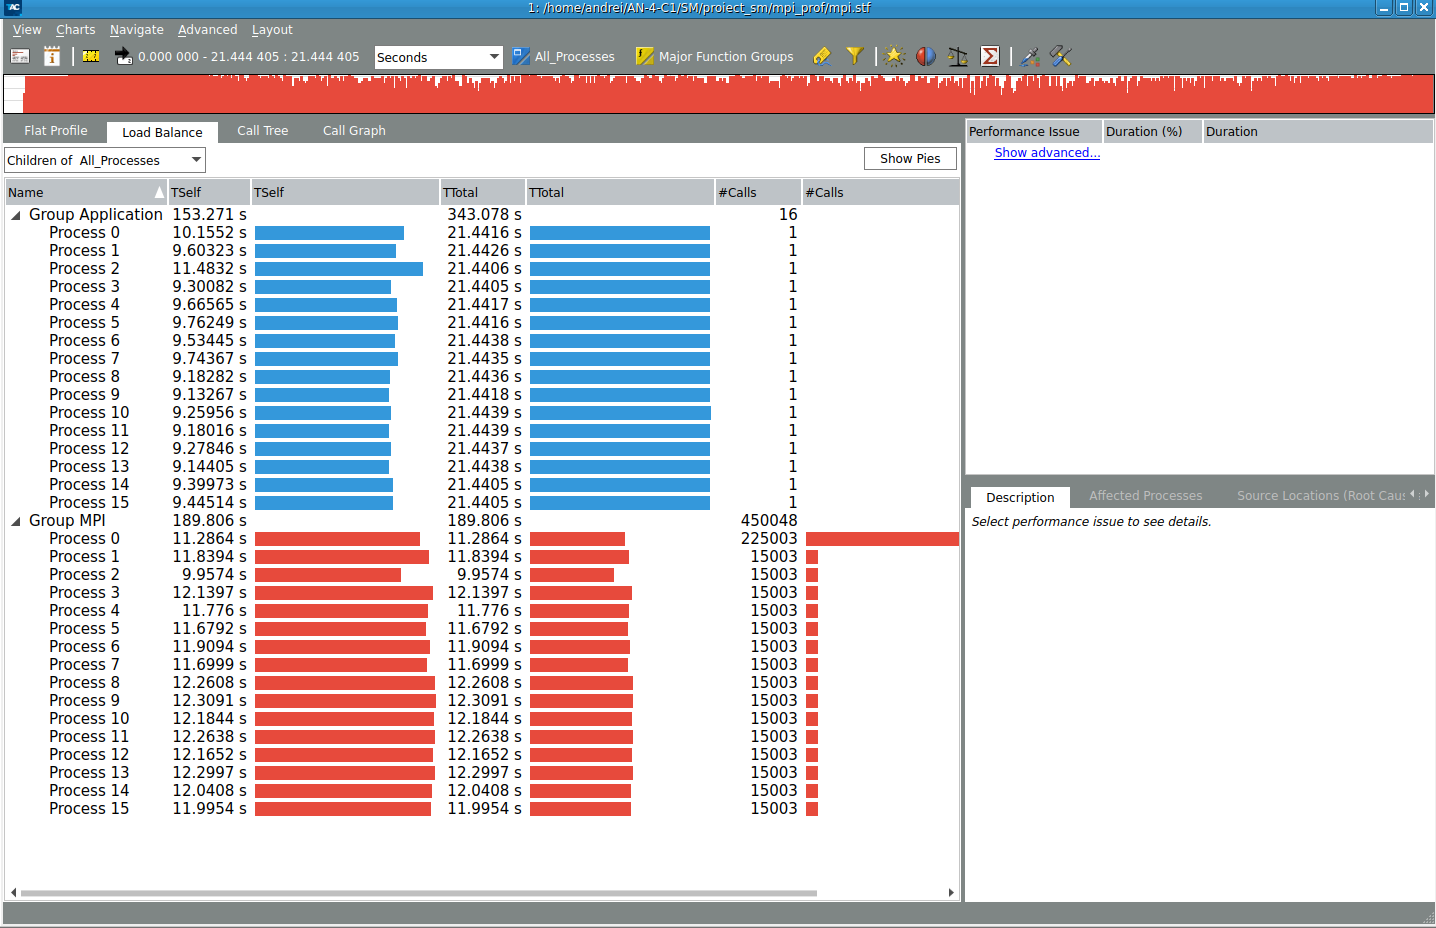 AC
1: /home/andrei/AN-4-C1/SM/proiect_sm/mpi_prof/mpi.stf
View Charts Navigate Advanced Layout
0.000 000 - 21.444 405 : 21.444 405 Seconds All_Processes Major Function Groups
Flat Profile Load Balance Call Tree Call Graph
Children of All_Processes Show Pies
Name TSelf TSelf TTotal TTotal #Calls #Calls
Group Application 153.271 s 343.078 s 16
Process 0 10.1552 s 21.4416 s 1
Process 1 9.60323 s 21.4426 s 1
Process 2 11.4832 s 21.4406 s 1
Process 3 9.30082 s 21.4405 s 1
Process 4 9.66565 s 21.4417 s 1
Process 5 9.76249 s 21.4416 s 1
Process 6 9.53445 s 21.4438 s 1
Process 7 9.74367 s 21.4435 s 1
Process 8 9.18282 s 21.4436 s 1
Process 9 9.13267 s 21.4418 s 1
Process 10 9.25956 s 21.4439 s 1
Process 11 9.18016 s 21.4439 s 1
Process 12 9.27846 s 21.4437 s 1
Process 13 9.14405 s 21.4438 s 1
Process 14 9.39973 s 21.4405 s 1
Process 15 9.44514 s 21.4405 s 1
Group MPI 189.806 s 189.806 s 450048
Process 0 11.2864 s 11.2864 s 225003
Process 1 11.8394 s 11.8394 s 15003
Process 2 9.9574 s 9.9574 s 15003
Process 3 12.1397 s 12.1397 s 15003
Process 4 11.776 s 11.776 s 15003
Process 5 11.6792 s 11.6792 s 15003
Process 6 11.9094 s 11.9094 s 15003
Process 7 11.6999 s 11.6999 s 15003
Process 8 12.2608 s 12.2608 s 15003
Process 9 12.3091 s 12.3091 s 15003
Process 10 12.1844 s 12.1844 s 15003
Process 11 12.2638 s 12.2638 s 15003
Process 12 12.1652 s 12.1652 s 15003
Process 13 12.2997 s 12.2997 s 15003
Process 14 12.0408 s 12.0408 s 15003
Process 15 11.9954 s 11.9954 s 15003
Performance Issue Duration (%) Duration
Show advanced...
Description Affected Processes Source Locations (Root Caus
Select performance issue to see details.